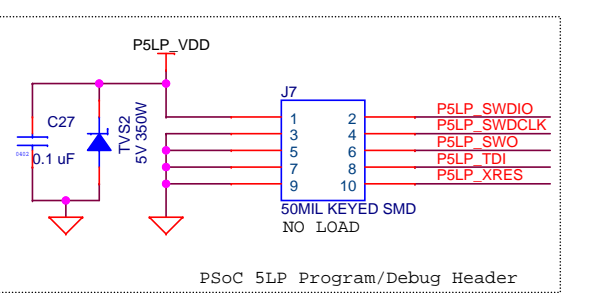 P5LP_VDD
J7
C27
0402
0.1 uF
TVS2
5V 350W
1 2 P5LP_SWDIO
3 4 P5LP_SWDCLK
5 6 P5LP_SWO
7 8 P5LP_TDI
9 10 P5LP_XRES
50MIL KEYED SMD
NO LOAD
PSoC 5LP Program/Debug Header